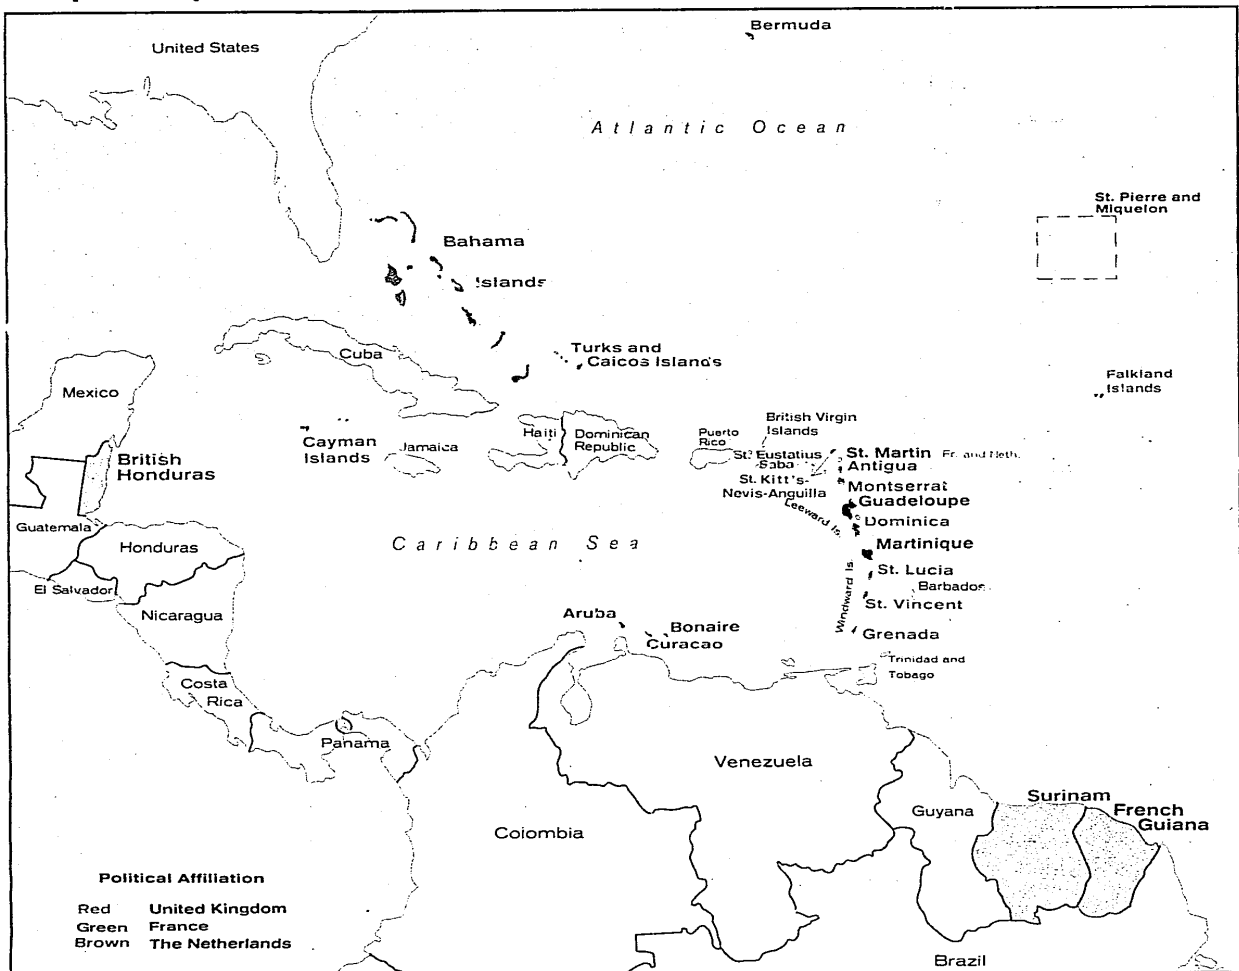 Bermuda
United States
Atlantic Ocean
St. Pierre and
Miquelon
Bahama
Islands
Turks and
Caicos Islands
Cuba
Mexico
Falkland
Islands
British Virgin
Islands
Cayman
Islands
Jamaica
Haiti
Dominican
Republic
Puerto
Rico
St. Eustatius
Saba
St. Kitt's-
Nevis-Anguilla
St. Martin Fr. and Neth.
Antigua
Montserrat
Guadeloupe
Leeward Is.
Dominica
British
Honduras
Guatemala
Honduras
Caribbean Sea
Martinique
El Salvador
St. Lucia
Barbados
Windward Is.
St. Vincent
Nicaragua
Aruba
Bonaire
Curacao
Grenada
Trinidad and
Tobago
Costa
Rica
Panama
Venezuela
Guyana
Surinam
French
Guiana
Colombia
Political Affiliation
Red United Kingdom
Green France
Brown The Netherlands
Brazil